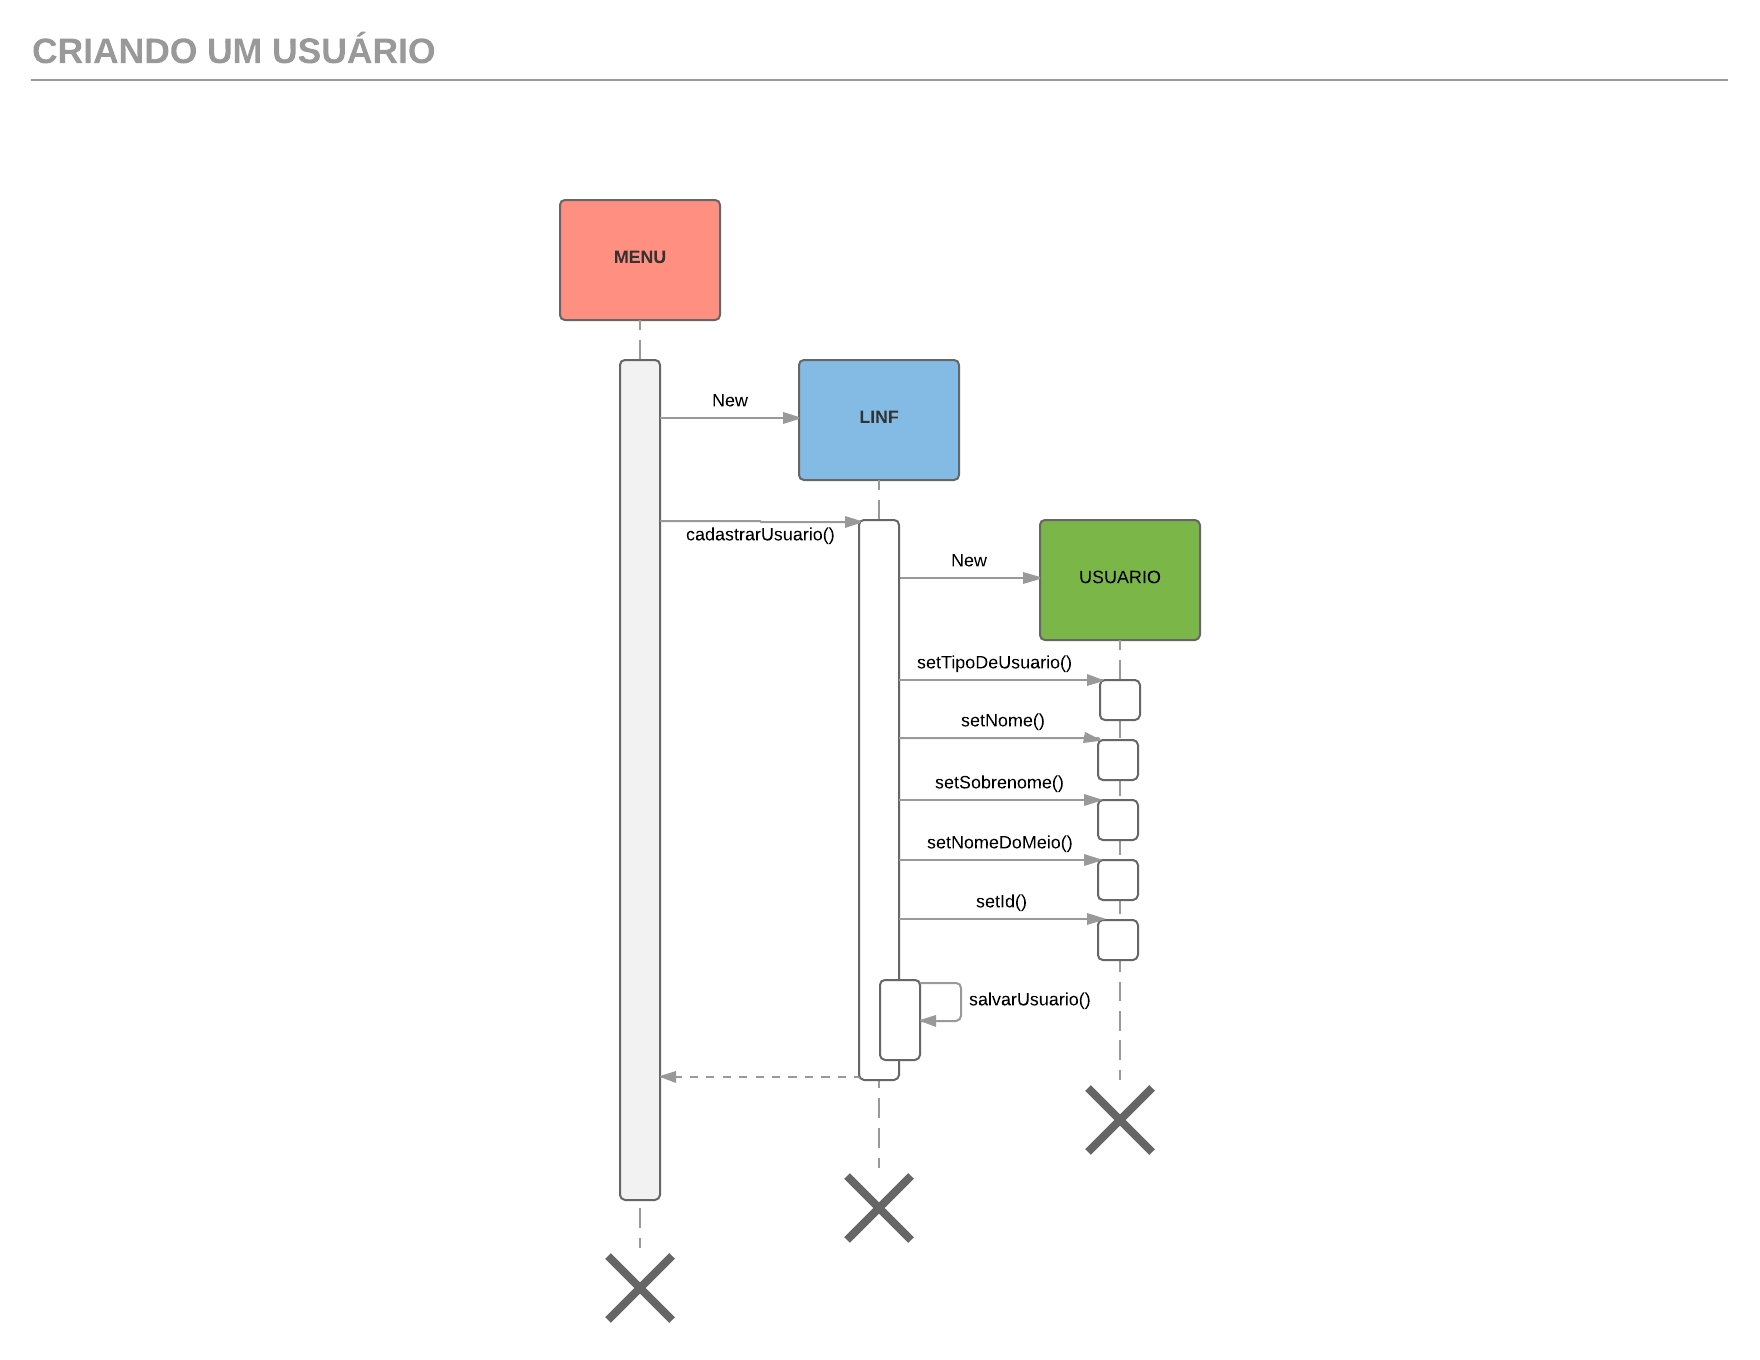 CRIANDO UM USUÁRIO
MENU
New
LINF
cadastrarUsuario()
New
USUARIO
setTipoDeUsuario()
setNome()
setSobrenome()
setNomeDoMeio()
setId()
salvarUsuario()